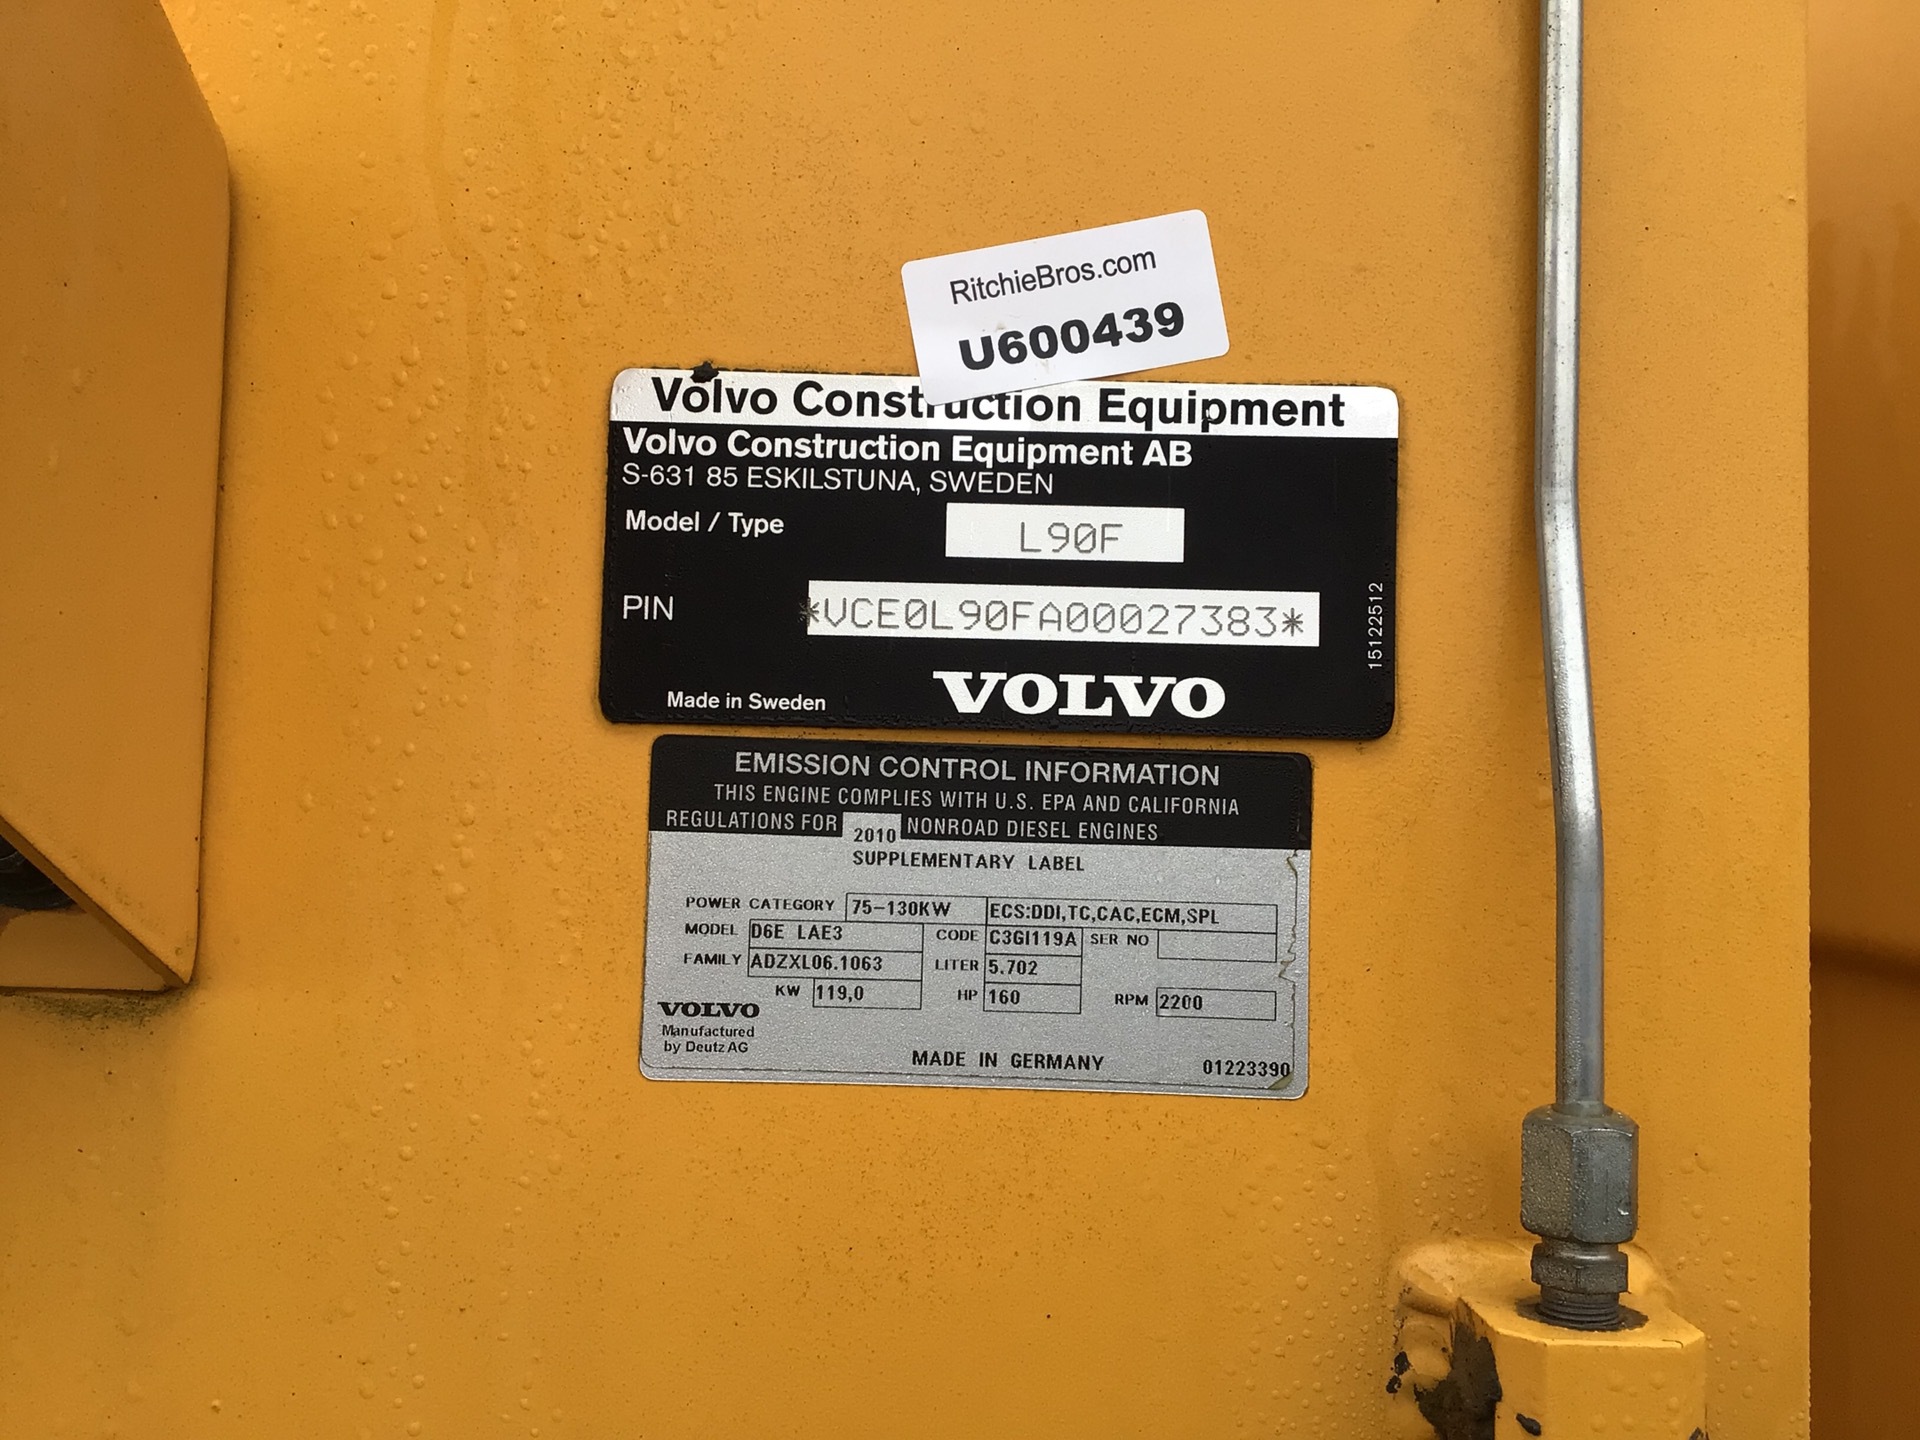 RitchieBros.com
U600439
Volvo Construction Equipment
Volvo Construction Equipment AB
S-631 85 ESKILSTUNA, SWEDEN
Model / Type L90F
PIN *VCE0L90FA00027383*
15122512
Made in Sweden VOLVO
EMISSION CONTROL INFORMATION
THIS ENGINE COMPLIES WITH U.S. EPA AND CALIFORNIA
REGULATIONS FOR 2010 NONROAD DIESEL ENGINES
SUPPLEMENTARY LABEL
POWER CATEGORY 75-130KW ECS:DDI,TC,CAC,ECM,SPL
MODEL D6E LAE3 CODE C3GI119A SER NO
FAMILY ADZXL06.1063 LITER 5.702
KW 119,0 HP 160 RPM 2200
VOLVO
Manufactured
by Deutz AG
MADE IN GERMANY 01223390